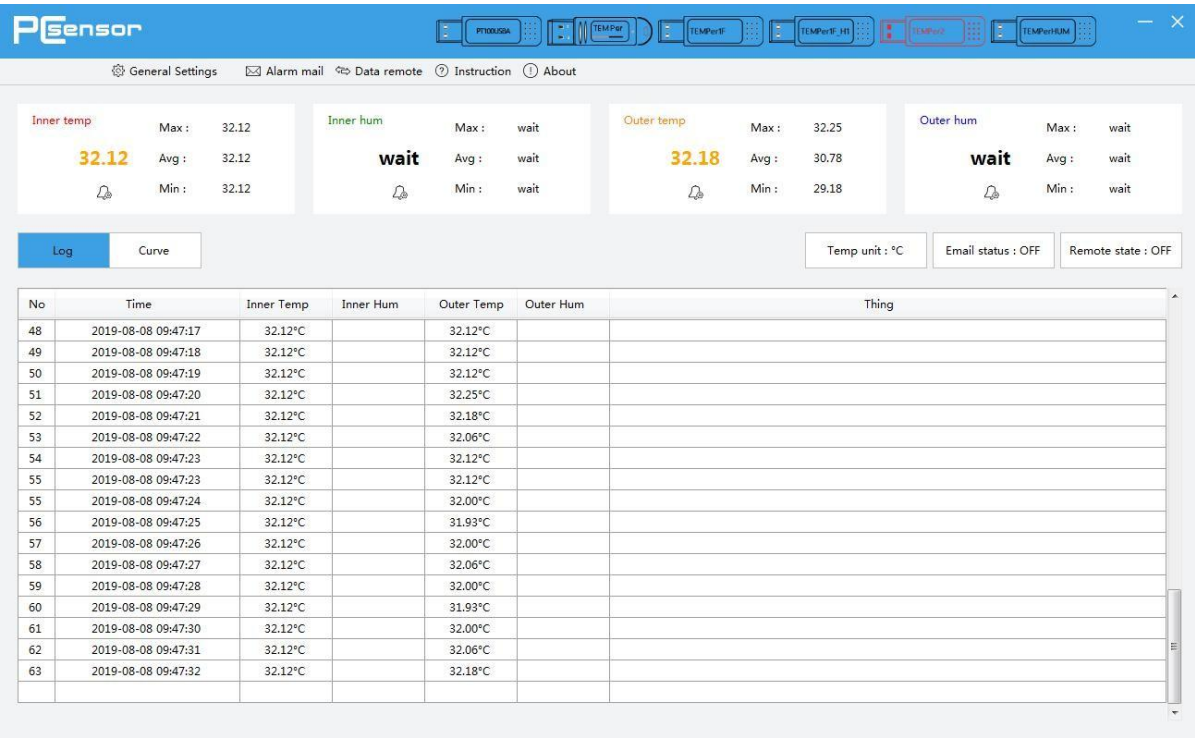 PCsensor PT100USBA TEMPer TEMPer1F TEMPer1F_H1 TEMPer2 TEMPerHUM
General Settings Alarm mail Data remote Instruction About
Inner temp Max : 32.12 Inner hum Max : wait Outer temp Max : 32.25 Outer hum Max : wait
32.12 Avg : 32.12 wait Avg : wait 32.18 Avg : 30.78 wait Avg : wait
Min : 32.12 Min : wait Min : 29.18 Min : wait
Log Curve Temp unit : °C Email status : OFF Remote state : OFF
No Time Inner Temp Inner Hum Outer Temp Outer Hum Thing
48 2019-08-08 09:47:17 32.12°C 32.12°C
49 2019-08-08 09:47:18 32.12°C 32.12°C
50 2019-08-08 09:47:19 32.12°C 32.12°C
51 2019-08-08 09:47:20 32.12°C 32.25°C
52 2019-08-08 09:47:21 32.12°C 32.18°C
53 2019-08-08 09:47:22 32.12°C 32.06°C
54 2019-08-08 09:47:23 32.12°C 32.12°C
55 2019-08-08 09:47:23 32.12°C 32.12°C
55 2019-08-08 09:47:24 32.12°C 32.00°C
56 2019-08-08 09:47:25 32.12°C 31.93°C
57 2019-08-08 09:47:26 32.12°C 32.00°C
58 2019-08-08 09:47:27 32.12°C 32.06°C
59 2019-08-08 09:47:28 32.12°C 32.00°C
60 2019-08-08 09:47:29 32.12°C 31.93°C
61 2019-08-08 09:47:30 32.12°C 32.00°C
62 2019-08-08 09:47:31 32.12°C 32.06°C
63 2019-08-08 09:47:32 32.12°C 32.18°C